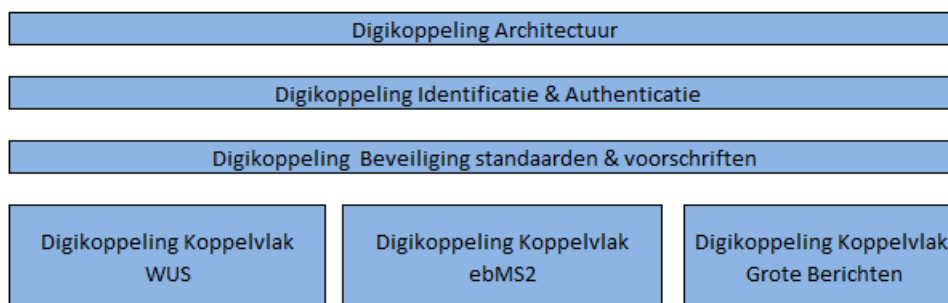 Digikoppeling Architectuur
Digikoppeling Identificatie & Authenticatie
Digikoppeling Beveiliging standaarden & voorschriften
Digikoppeling Koppelvlak
WUS
Digikoppeling Koppelvlak
ebMS2
Digikoppeling Koppelvlak
Grote Berichten